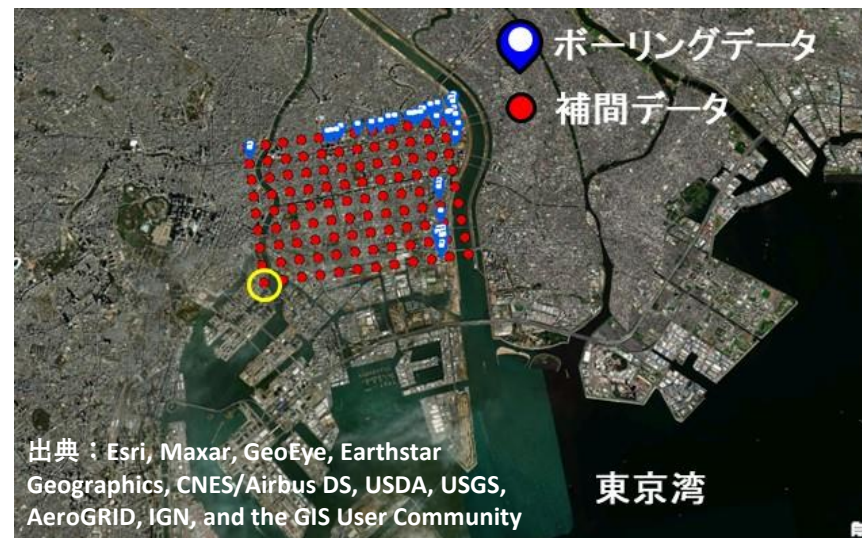 ボーリングデータ
補間データ
出典：Esri, Maxar, GeoEye, Earthstar
Geographics, CNES/Airbus DS, USDA, USGS,
AeroGRID, IGN, and the GIS User Community
東京湾